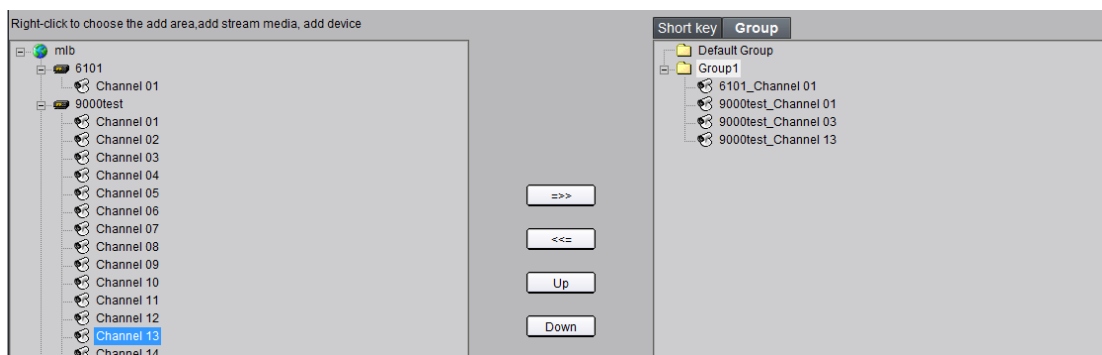 Right-click to choose the add area,add stream media, add device
mlb
6101
Channel 01
9000test
Channel 01
Channel 02
Channel 03
Channel 04
Channel 05
Channel 06
Channel 07
Channel 08
Channel 09
Channel 10
Channel 11
Channel 12
Channel 13
Channel 14
=>>
<<=
Up
Down
Short key Group
Default Group
Group1
6101_Channel 01
9000test_Channel 01
9000test_Channel 03
9000test_Channel 13